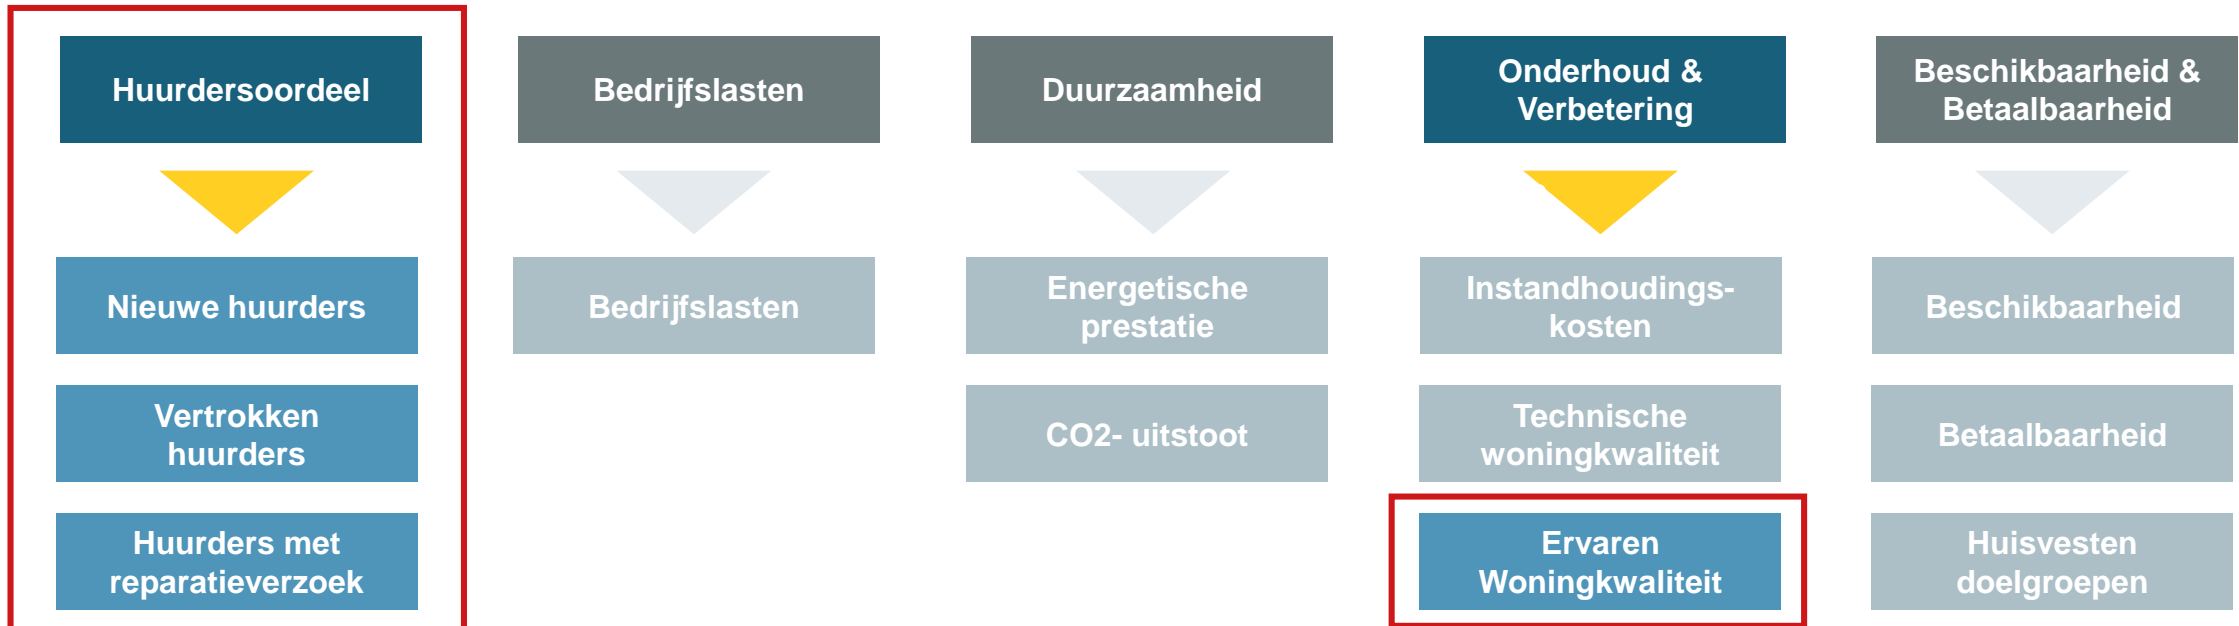 Huurdersoordeel
Bedrijfslasten
Duurzaamheid
Onderhoud &
Verbetering
Beschikbaarheid &
Betaalbaarheid
Nieuwe huurders
Bedrijfslasten
Energetische
prestatie
Instandhoudings-
kosten
Beschikbaarheid
Vertrokken
huurders
CO2- uitstoot
Technische
woningkwaliteit
Betaalbaarheid
Huurders met
reparatieverzoek
Ervaren
Woningkwaliteit
Huisvesten
doelgroepen